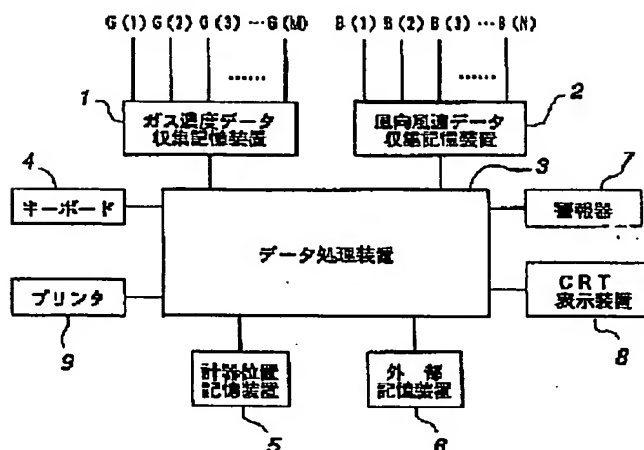 G(1) G(2) G(3) …G(M) B(1) B(2) B(3) …B(N)
1
ガス濃度データ
収集記憶装置
風向風速データ
収集記憶装置
2
3
4
キーボード
7
警報器
データ処理装置
プリンタ
9
CRT
表示装置
8
計器位置
記憶装置
5
外部
記憶装置
6